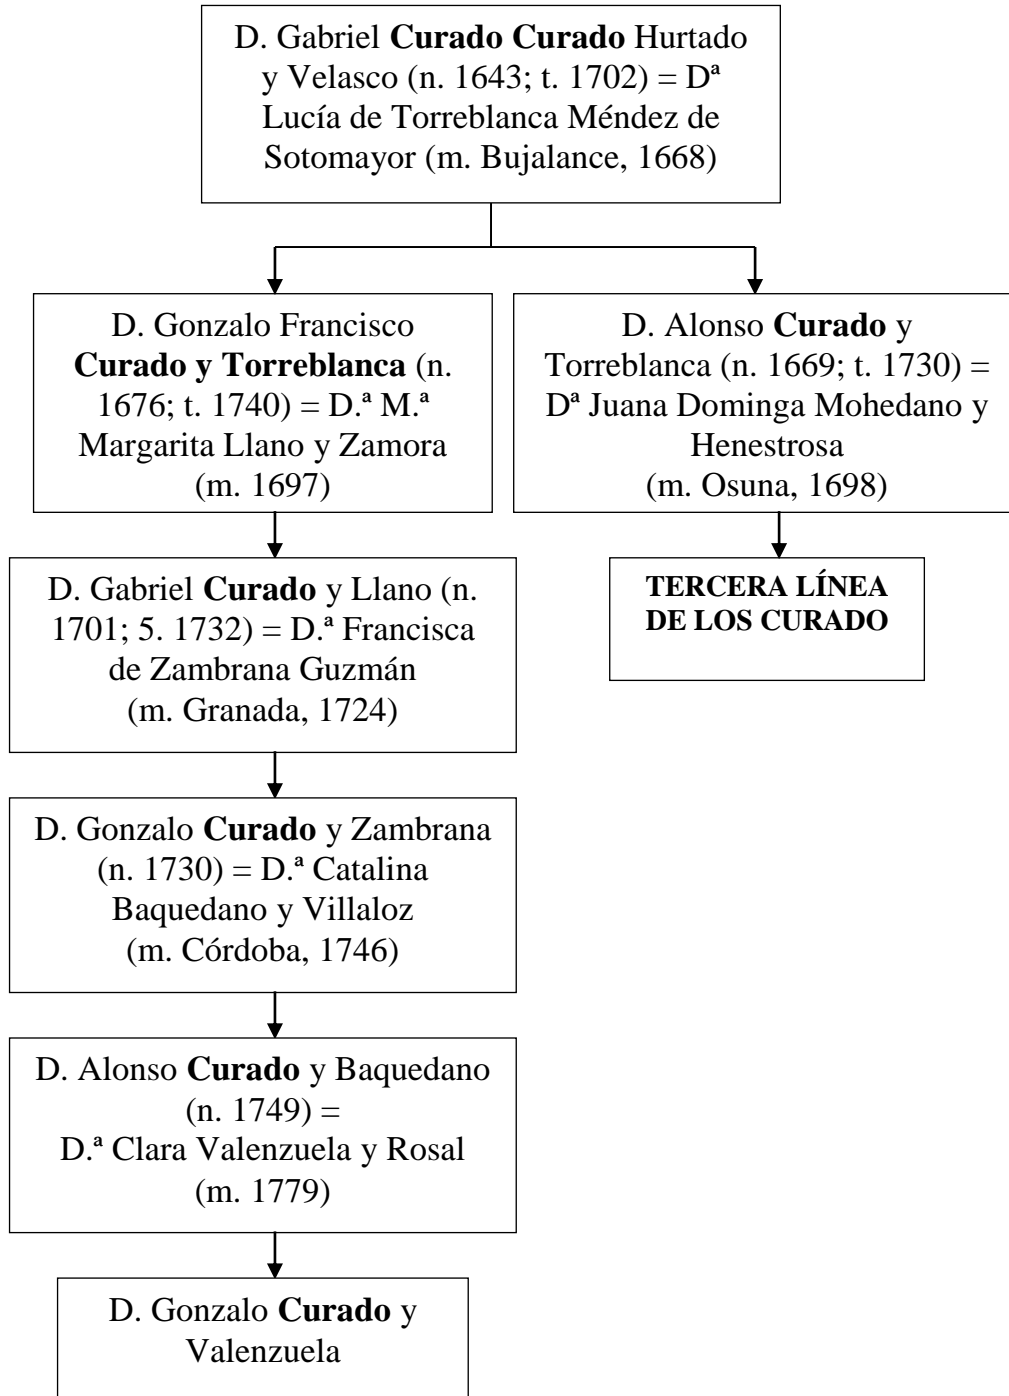 D. Gabriel Curado Curado Hurtado
y Velasco (n. 1643; t. 1702) = Dª
Lucía de Torreblanca Méndez de
Sotomayor (m. Bujalance, 1668)
D. Gonzalo Francisco
Curado y Torreblanca (n.
1676; t. 1740) = D.ª M.ª
Margarita Llano y Zamora
(m. 1697)
D. Alonso Curado y
Torreblanca (n. 1669; t. 1730) =
Dª Juana Dominga Mohedano y
Henestrosa
(m. Osuna, 1698)
D. Gabriel Curado y Llano (n.
1701; 5. 1732) = D.ª Francisca
de Zambrana Guzmán
(m. Granada, 1724)
TERCERA LÍNEA
DE LOS CURADO
D. Gonzalo Curado y Zambrana
(n. 1730) = D.ª Catalina
Baquedano y Villaloz
(m. Córdoba, 1746)
D. Alonso Curado y Baquedano
(n. 1749) =
D.ª Clara Valenzuela y Rosal
(m. 1779)
D. Gonzalo Curado y
Valenzuela